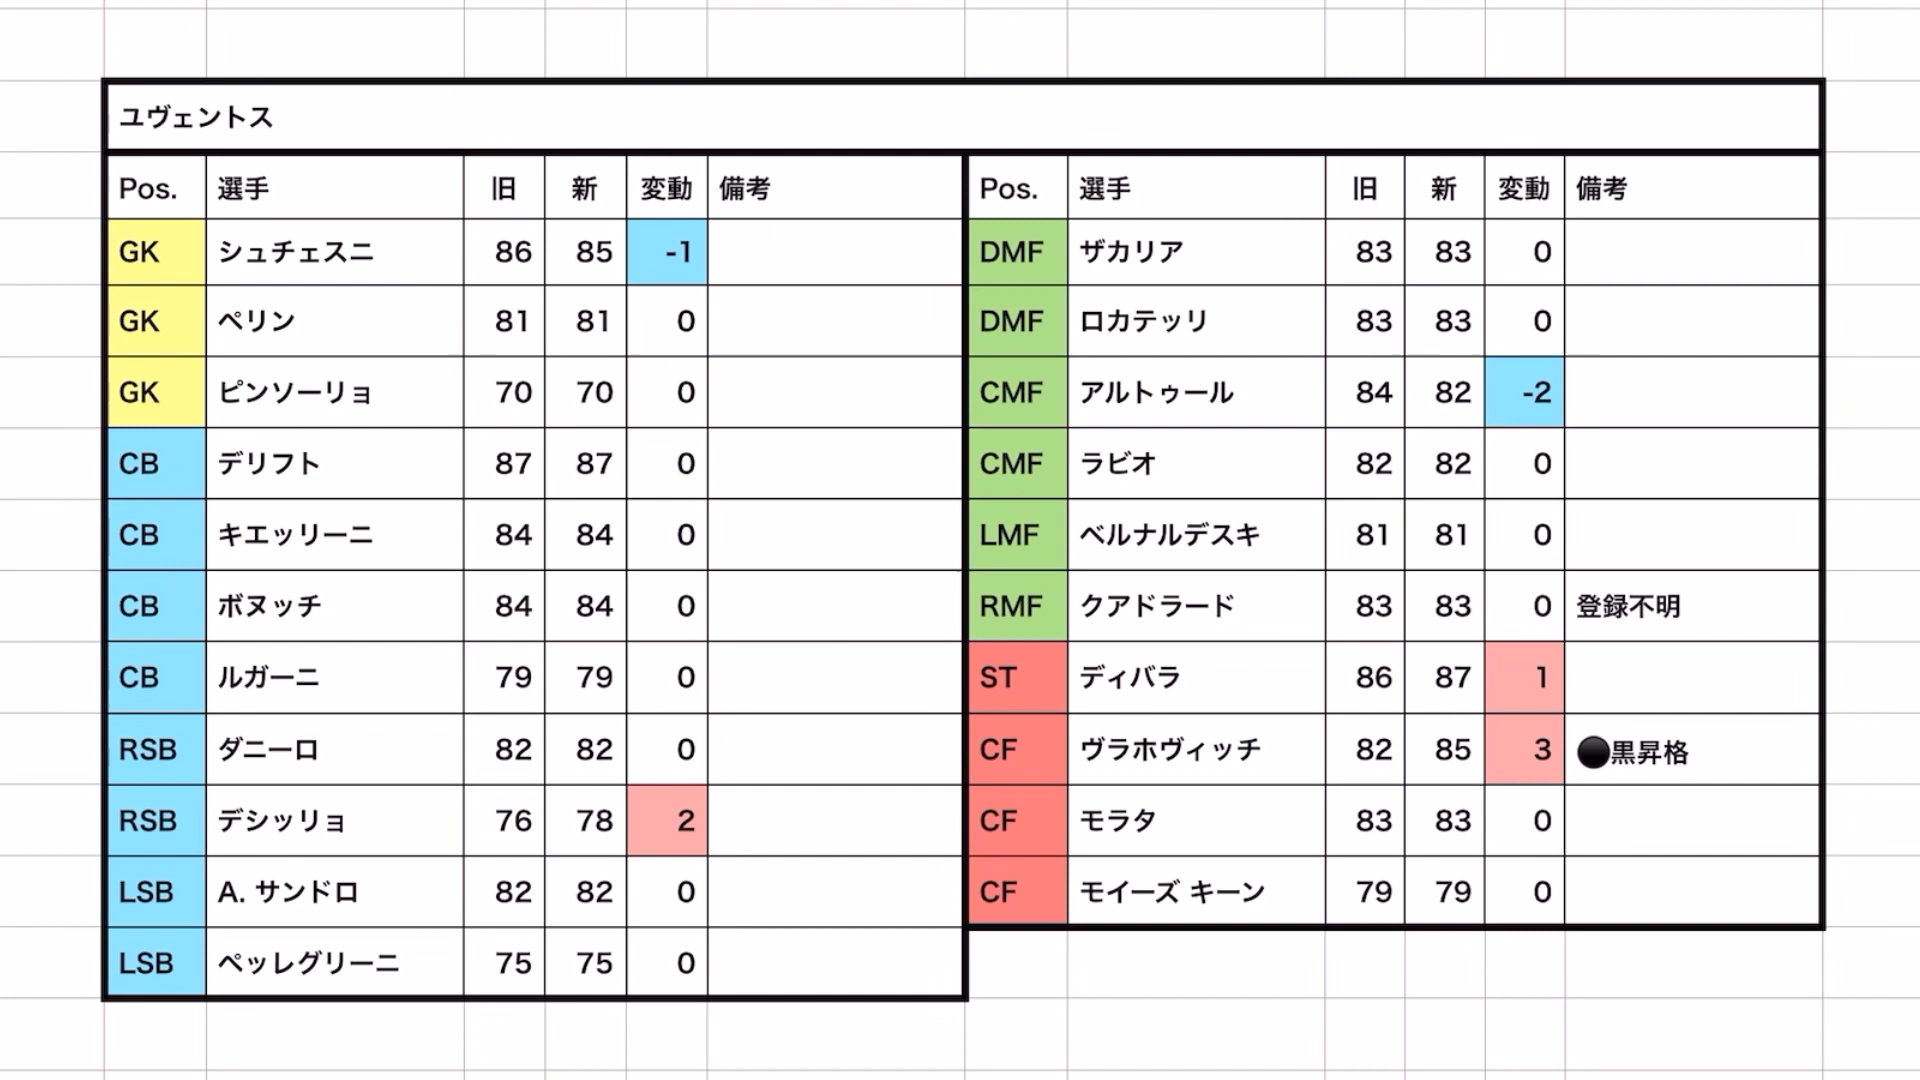 ユヴェントス
Pos. 選手 旧 新 変動 備考
GK シュチェスニ 86 85 -1
GK ペリン 81 81 0
GK ピンソーリョ 70 70 0
CB デリフト 87 87 0
CB キエッリーニ 84 84 0
CB ボヌッチ 84 84 0
CB ルガーニ 79 79 0
RSB ダニーロ 82 82 0
RSB デシッリョ 76 78 2
LSB A. サンドロ 82 82 0
LSB ペッレグリーニ 75 75 0
Pos. 選手 旧 新 変動 備考
DMF ザカリア 83 83 0
DMF ロカテッリ 83 83 0
CMF アルトゥール 84 82 -2
CMF ラビオ 82 82 0
LMF ベルナルデスキ 81 81 0
RMF クアドラード 83 83 0 登録不明
ST ディバラ 86 87 1
CF ヴラホヴィッチ 82 85 3 ⚫黒昇格
CF モラタ 83 83 0
CF モイーズ キーン 79 79 0